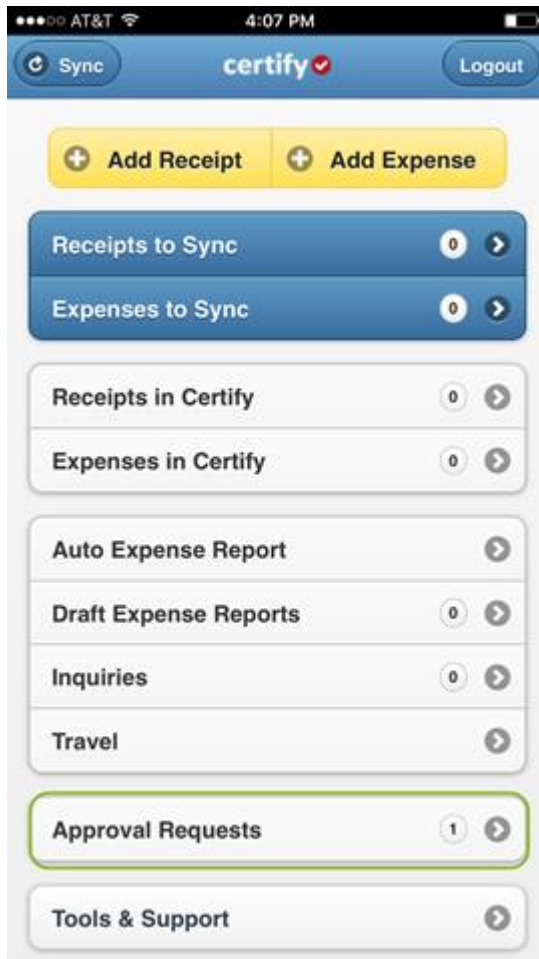 AT&T 4:07 PM
Sync certify Logout
Add Receipt Add Expense
Receipts to Sync 0
Expenses to Sync 0
Receipts in Certify 0
Expenses in Certify 0
Auto Expense Report
Draft Expense Reports 0
Inquiries 0
Travel
Approval Requests 1
Tools & Support